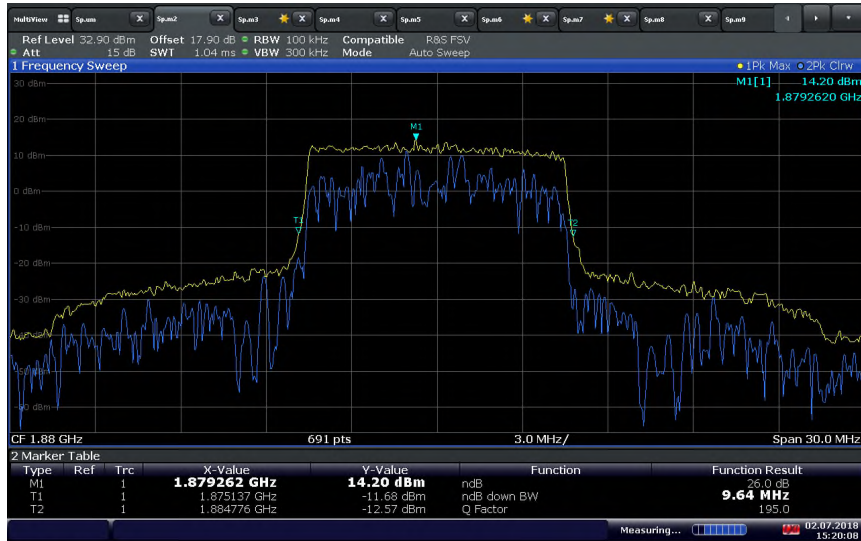 MultiView Sp.um X Sp.m2 X Sp.m3 X Sp.m4 X Sp.m5 X Sp.m6 X Sp.m7 X Sp.m8 X Sp.m9
Ref Level 32.90 dBm Offset 17.90 dB RBW 100 kHz Compatible R&S FSV
Att 15 dB SWT 1.04 ms VBW 300 kHz Mode Auto Sweep
1 Frequency Sweep 1Pk Max 2Pk Clrw
M1[1] 14.20 dBm
1.8792620 GHz
30 dBm
20 dBm
M1
10 dBm
0 dBm
T1
T2
-10 dBm
-20 dBm
-30 dBm
CF 1.88 GHz 691 pts 3.0 MHz/ Span 30.0 MHz
2 Marker Table
Type Ref Trc X-Value Y-Value Function Function Result
M1 1 1.879262 GHz 14.20 dBm ndB 26.0 dB
T1 1 1.875137 GHz -11.68 dBm ndB down BW 9.64 MHz
T2 1 1.884776 GHz -12.57 dBm Q Factor 195.0
Measuring... 02.07.2018
15:20:08